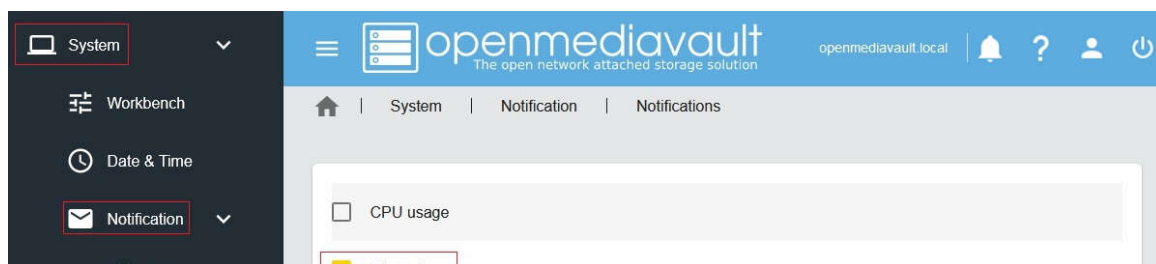 System
Workbench
Date & Time
Notification
openmediavault
The open network attached storage solution
openmediavault.local | ?
| System | Notification | Notifications
CPU usage